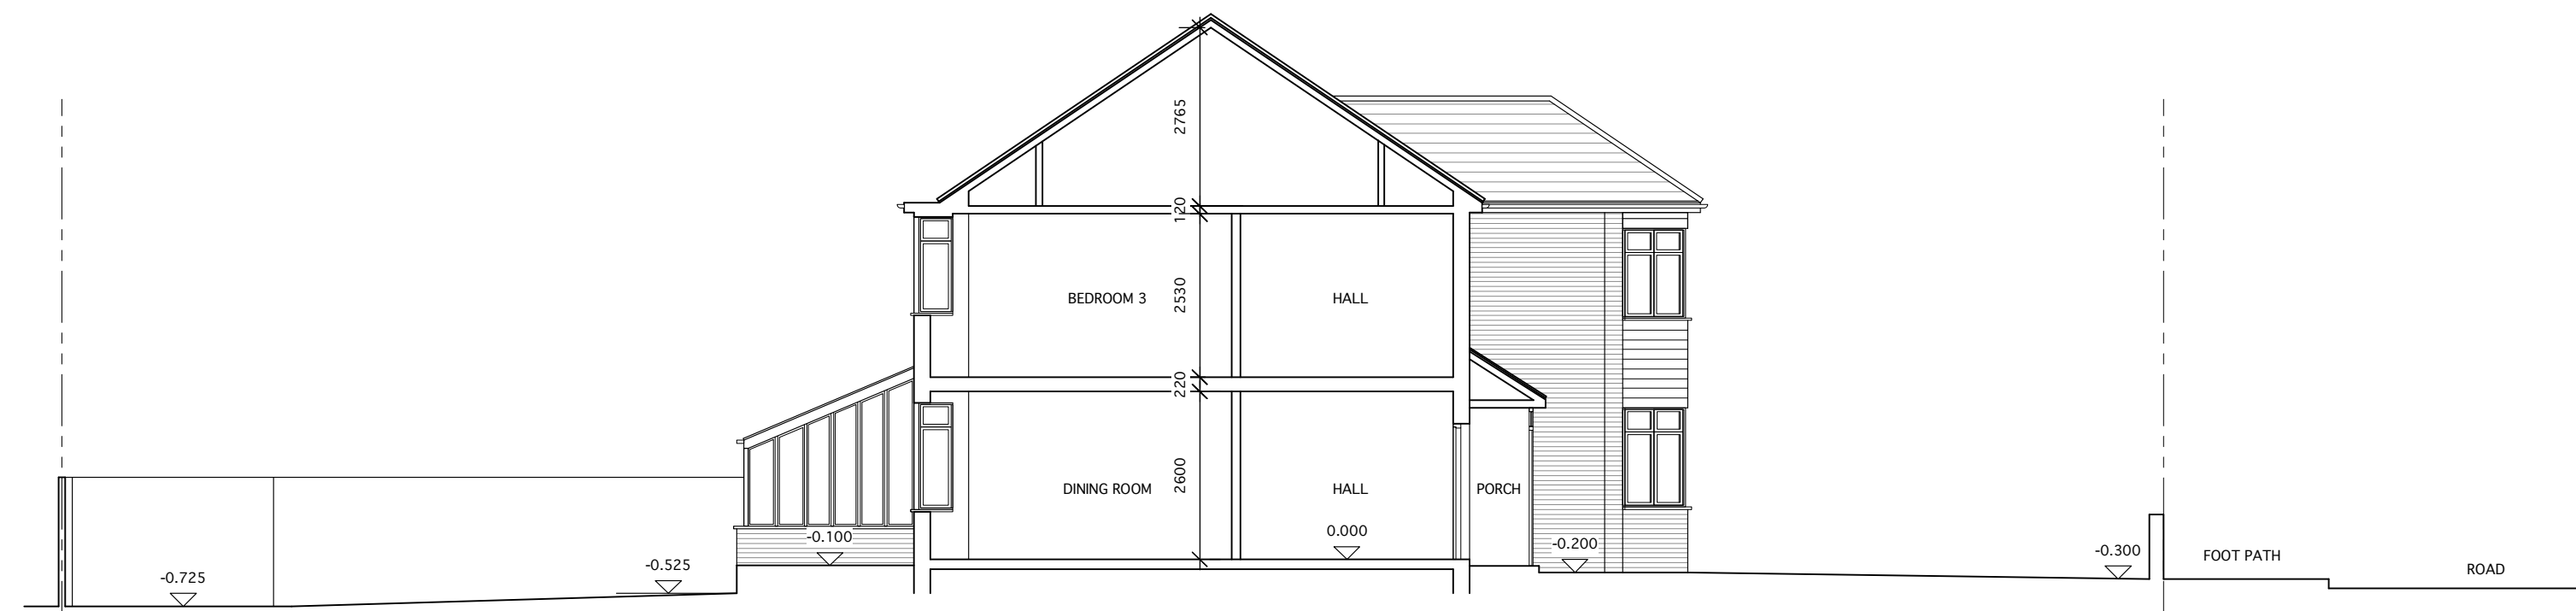 2765
120
BEDROOM 3
2530
HALL
220
DINING ROOM
2600
HALL
PORCH
0.000
-0.100
-0.200
-0.300
FOOT PATH
ROAD
-0.525
-0.725